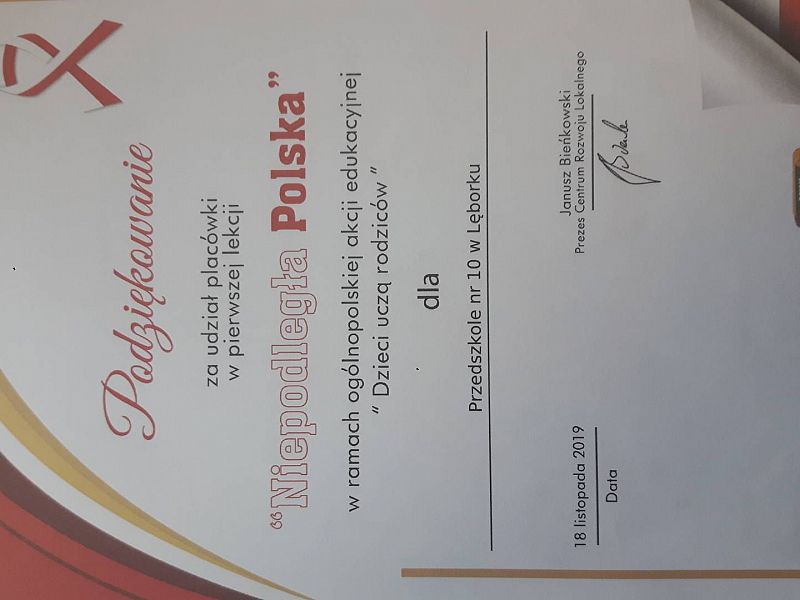 Podziękowanie
za udział placówki
w pierwszej lekcji
“Niepodległa Polska”
w ramach ogólnopolskiej akcji edukacyjnej
“ Dzieci uczą rodziców ”
dla
Przedszkole nr 10 w Lęborku
18 listopada 2019
Data
Janusz Bieńkowski
Prezes Centrum Rozwoju Lokalnego